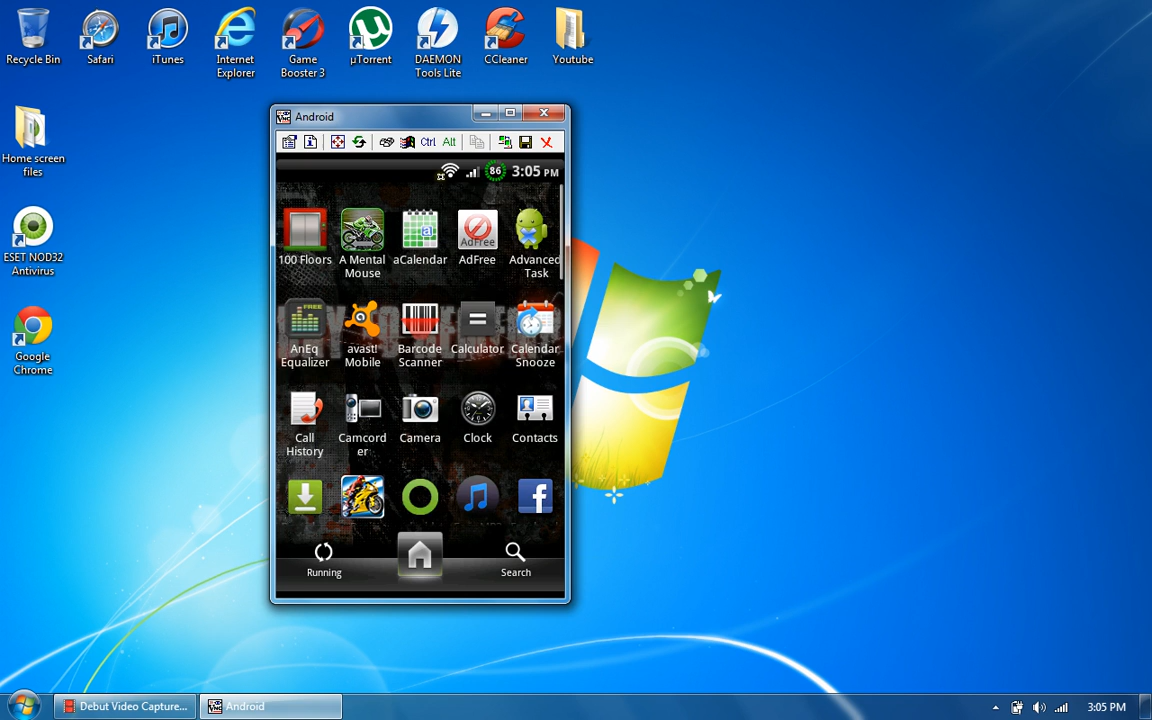 Recycle Bin
Safari
iTunes
Internet
Explorer
Game
Booster 3
µTorrent
DAEMON
Tools Lite
CCleaner
Youtube
Home screen
files
ESET NOD32
Antivirus
Google
Chrome
Android
Ctrl Alt
86 3:05 PM
100 Floors
A Mental
Mouse
aCalendar
AdFree
AdFree
Advanced
Task
FREE
AnEq
Equalizer
avast!
Mobile
Barcode
Scanner
Calculator
Calendar
Snooze
Call
History
Camcord
er
Camera
Clock
Contacts
Running
Search
Debut Video Capture...
Android
3:05 PM